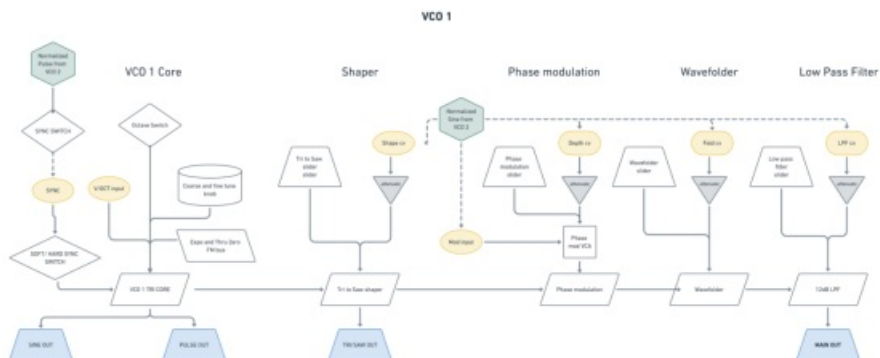 VCO 1
Normalized
Pulse from
VCO 2
VCO 1 Core
Shaper
Phase modulation
Wavefolder
Low Pass Filter
SYNC SWITCH
Octave Switch
Normalized
Sine from
VCO 2
Shape cv
Depth cv
Fold cv
LPF cv
Tri to Saw
slider
Phase
modulation
slider
Wavefolder
slider
Low-pass
filter
slider
attenuator
attenuator
attenuator
attenuator
SYNC
V/OCT input
Coarse and fine tune
knob
Expo and Thru Zero
FM bus
Mod input
Phase
mod VCA
SOFT/ HARD SYNC
SWITCH
VCO 1 TRI CORE
Tri to Saw shaper
Phase modulation
Wavefolder
12dB LPF
SINE OUT
PULSE OUT
TRI/SAW OUT
MAIN OUT